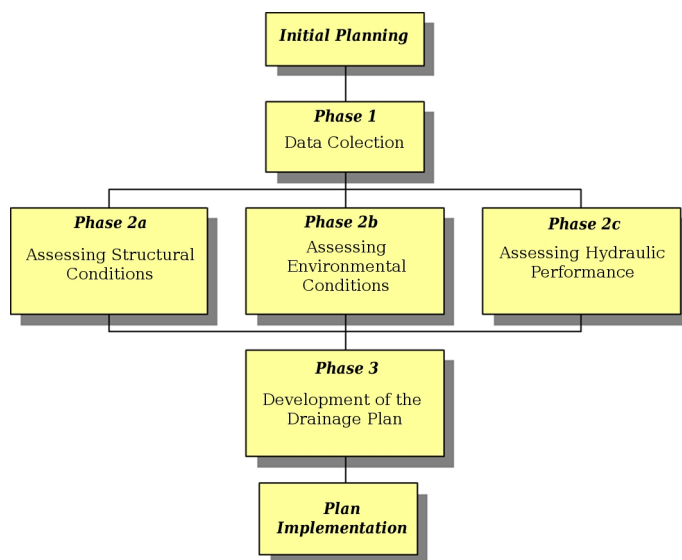 Initial Planning
Phase 1
Data Colection
Phase 2a
Assessing Structural
Conditions
Phase 2b
Assessing
Environmental
Conditions
Phase 2c
Assessing Hydraulic
Performance
Phase 3
Development of the
Drainage Plan
Plan
Implementation